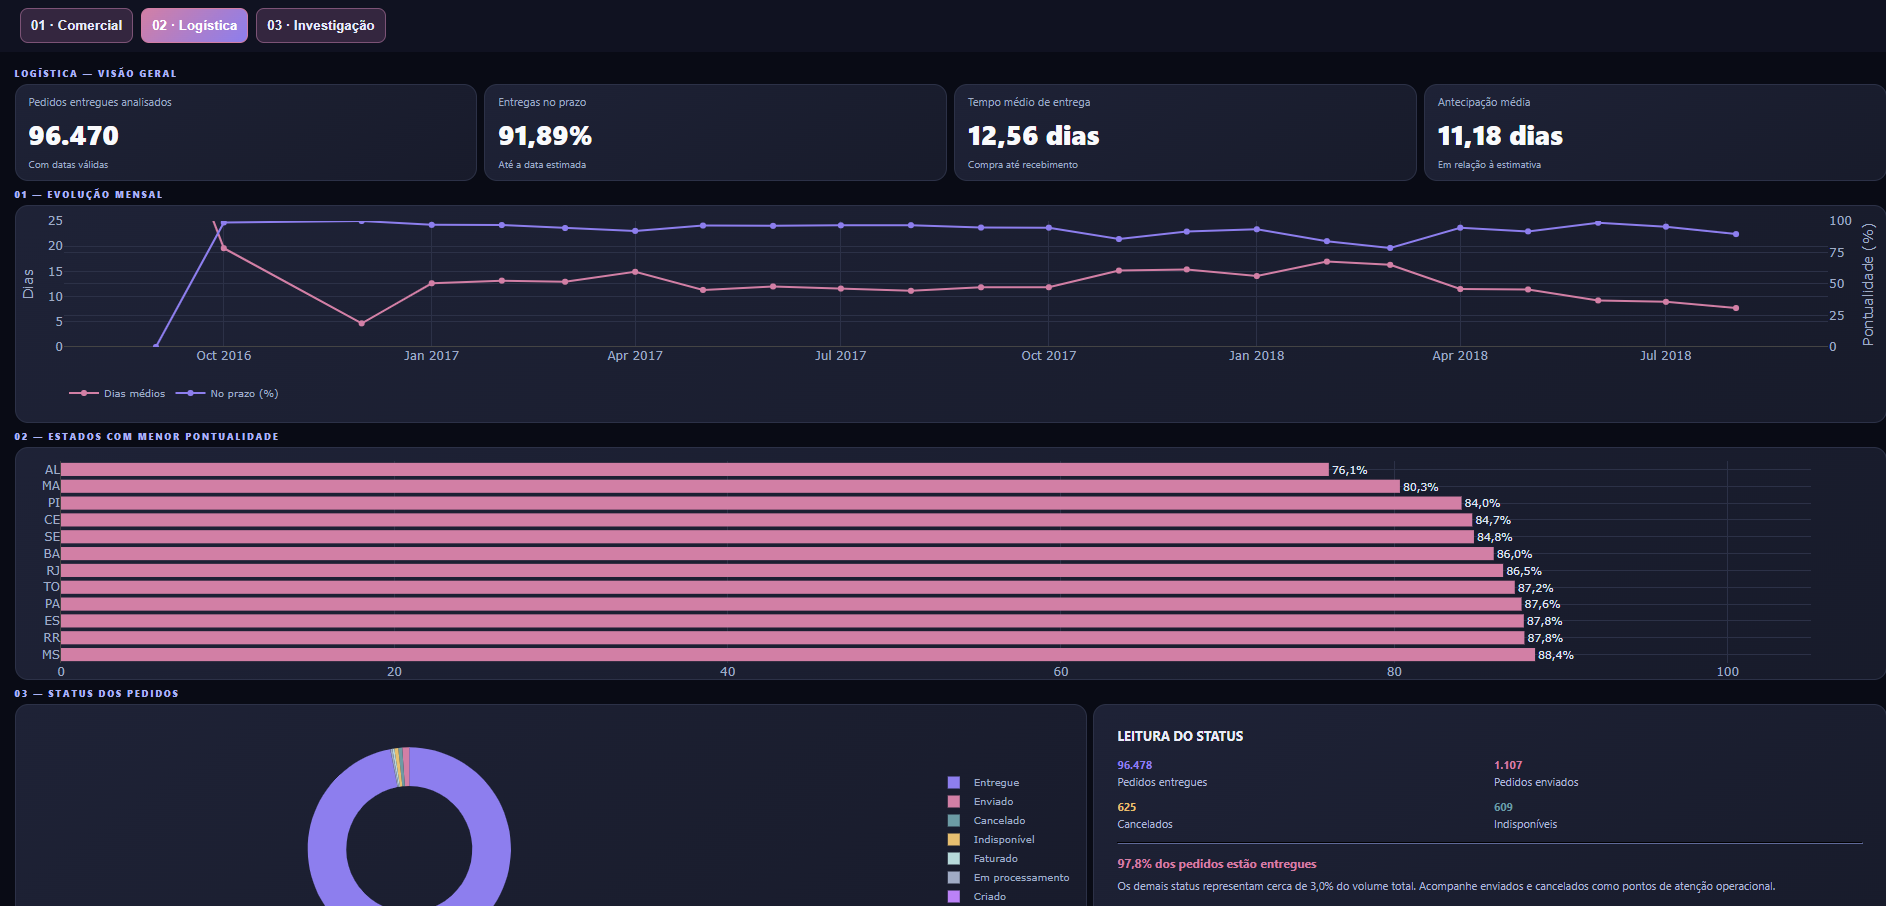 01 · Comercial 02 · Logística 03 · Investigação
LOGÍSTICA — VISÃO GERAL
Pedidos entregues analisados
96.470
Com datas válidas
Entregas no prazo
91,89%
Até a data estimada
Tempo médio de entrega
12,56 dias
Compra até recebimento
Antecipação média
11,18 dias
Em relação à estimativa
01 — EVOLUÇÃO MENSAL
Dias
25
20
15
10
5
0
Oct 2016 Jan 2017 Apr 2017 Jul 2017 Oct 2017 Jan 2018 Apr 2018 Jul 2018
100
75
50
25
0
Pontualidade (%)
Dias médios No prazo (%)
02 — ESTADOS COM MENOR PONTUALIDADE
AL 76,1%
MA 80,3%
PI 84,0%
CE 84,7%
SE 84,8%
BA 86,0%
RJ 86,5%
TO 87,2%
PA 87,6%
ES 87,8%
RR 87,8%
MS 88,4%
0 20 40 60 80 100
03 — STATUS DOS PEDIDOS
Entregue
Enviado
Cancelado
Indisponível
Faturado
Em processamento
Criado
LEITURA DO STATUS
96.478
Pedidos entregues
1.107
Pedidos enviados
625
Cancelados
609
Indisponíveis
97,8% dos pedidos estão entregues
Os demais status representam cerca de 3,0% do volume total. Acompanhe enviados e cancelados como pontos de atenção operacional.